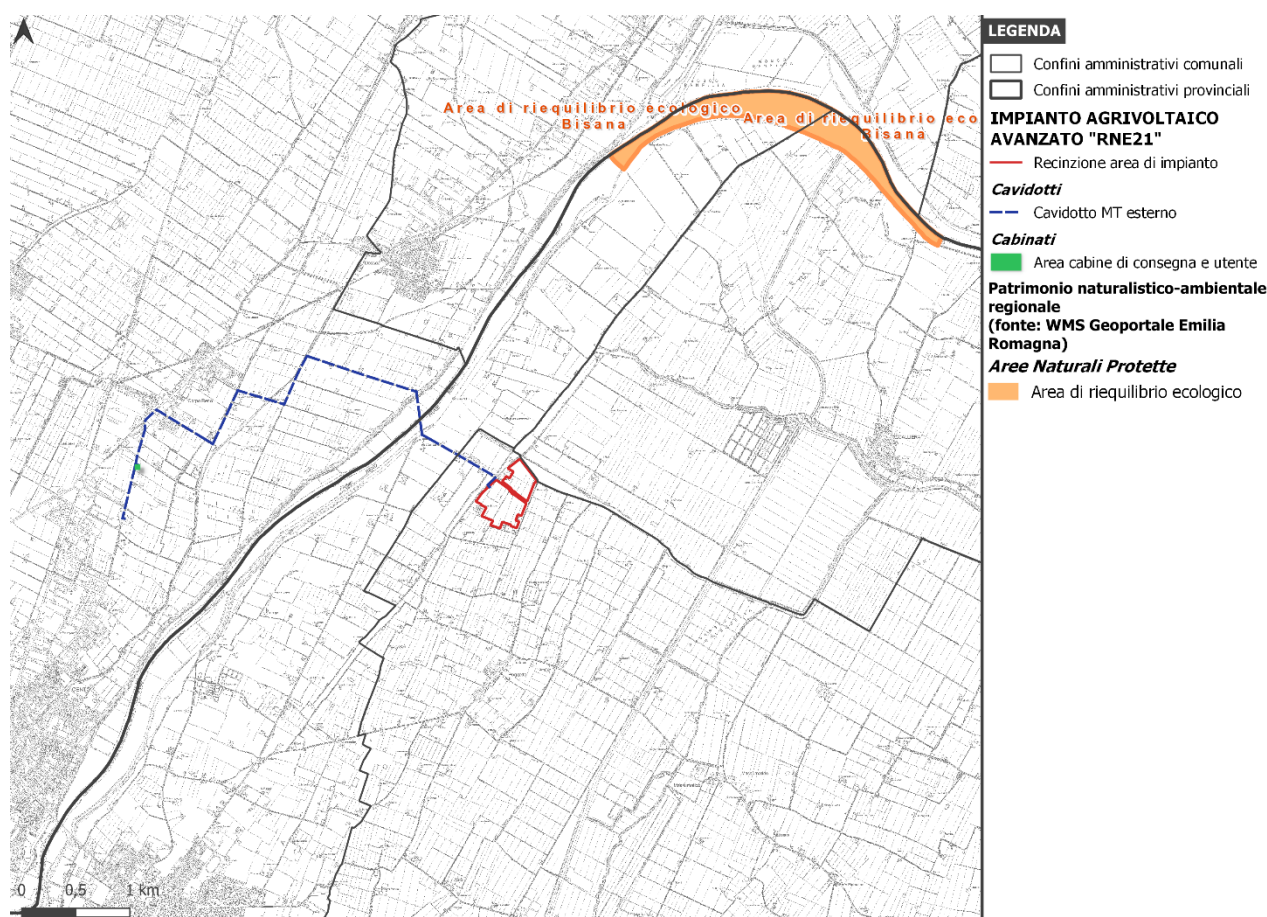 Area di riequilibrio ecologico
Bisana
Area di riequilibrio eco
Bisana
0 0,5 1 km
LEGENDA
Confini amministrativi comunali
Confini amministrativi provinciali
IMPIANTO AGRIVOLTAICO
AVANZATO "RNE21"
Recinzione area di impianto
Cavidotti
Cavidotto MT esterno
Cabinati
Area cabine di consegna e utente
Patrimonio naturalistico-ambientale
regionale
(fonte: WMS Geoportale Emilia
Romagna)
Aree Naturali Protette
Area di riequilibrio ecologico